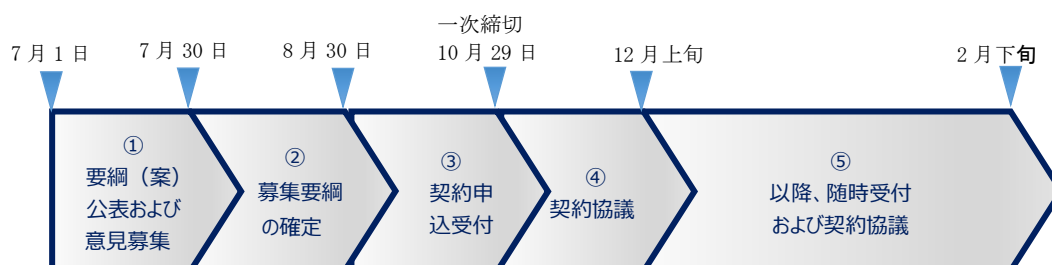 一次締切
7月1日
7月30日
8月30日
10月29日
12月上旬
2月下旬
①
要綱（案）
公表および
意見募集
②
募集要綱
の確定
③
契約申
込受付
④
契約協議
⑤
以降、随時受付
および契約協議